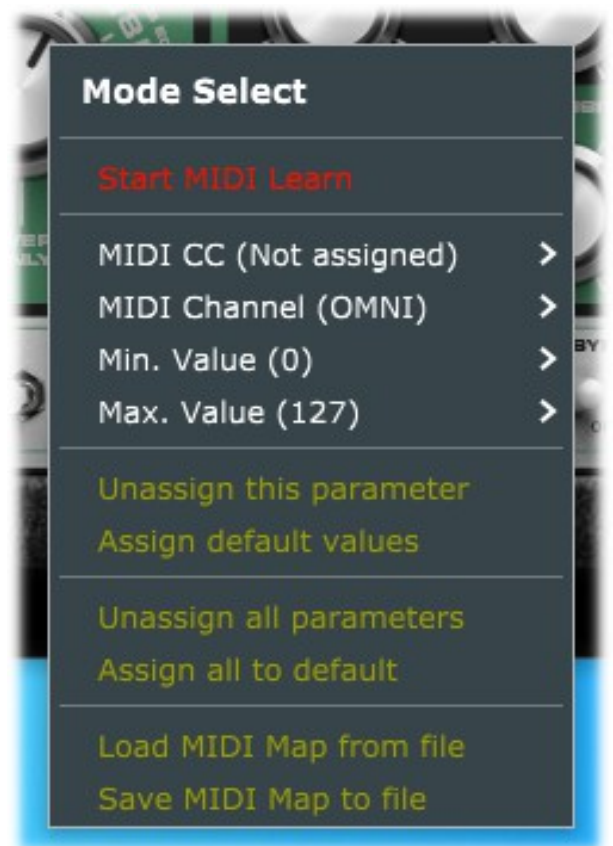 Mode Select
Start MIDI Learn
MIDI CC (Not assigned)
MIDI Channel (OMNI)
Min. Value (0)
Max. Value (127)
Unassign this parameter
Assign default values
Unassign all parameters
Assign all to default
Load MIDI Map from file
Save MIDI Map to file